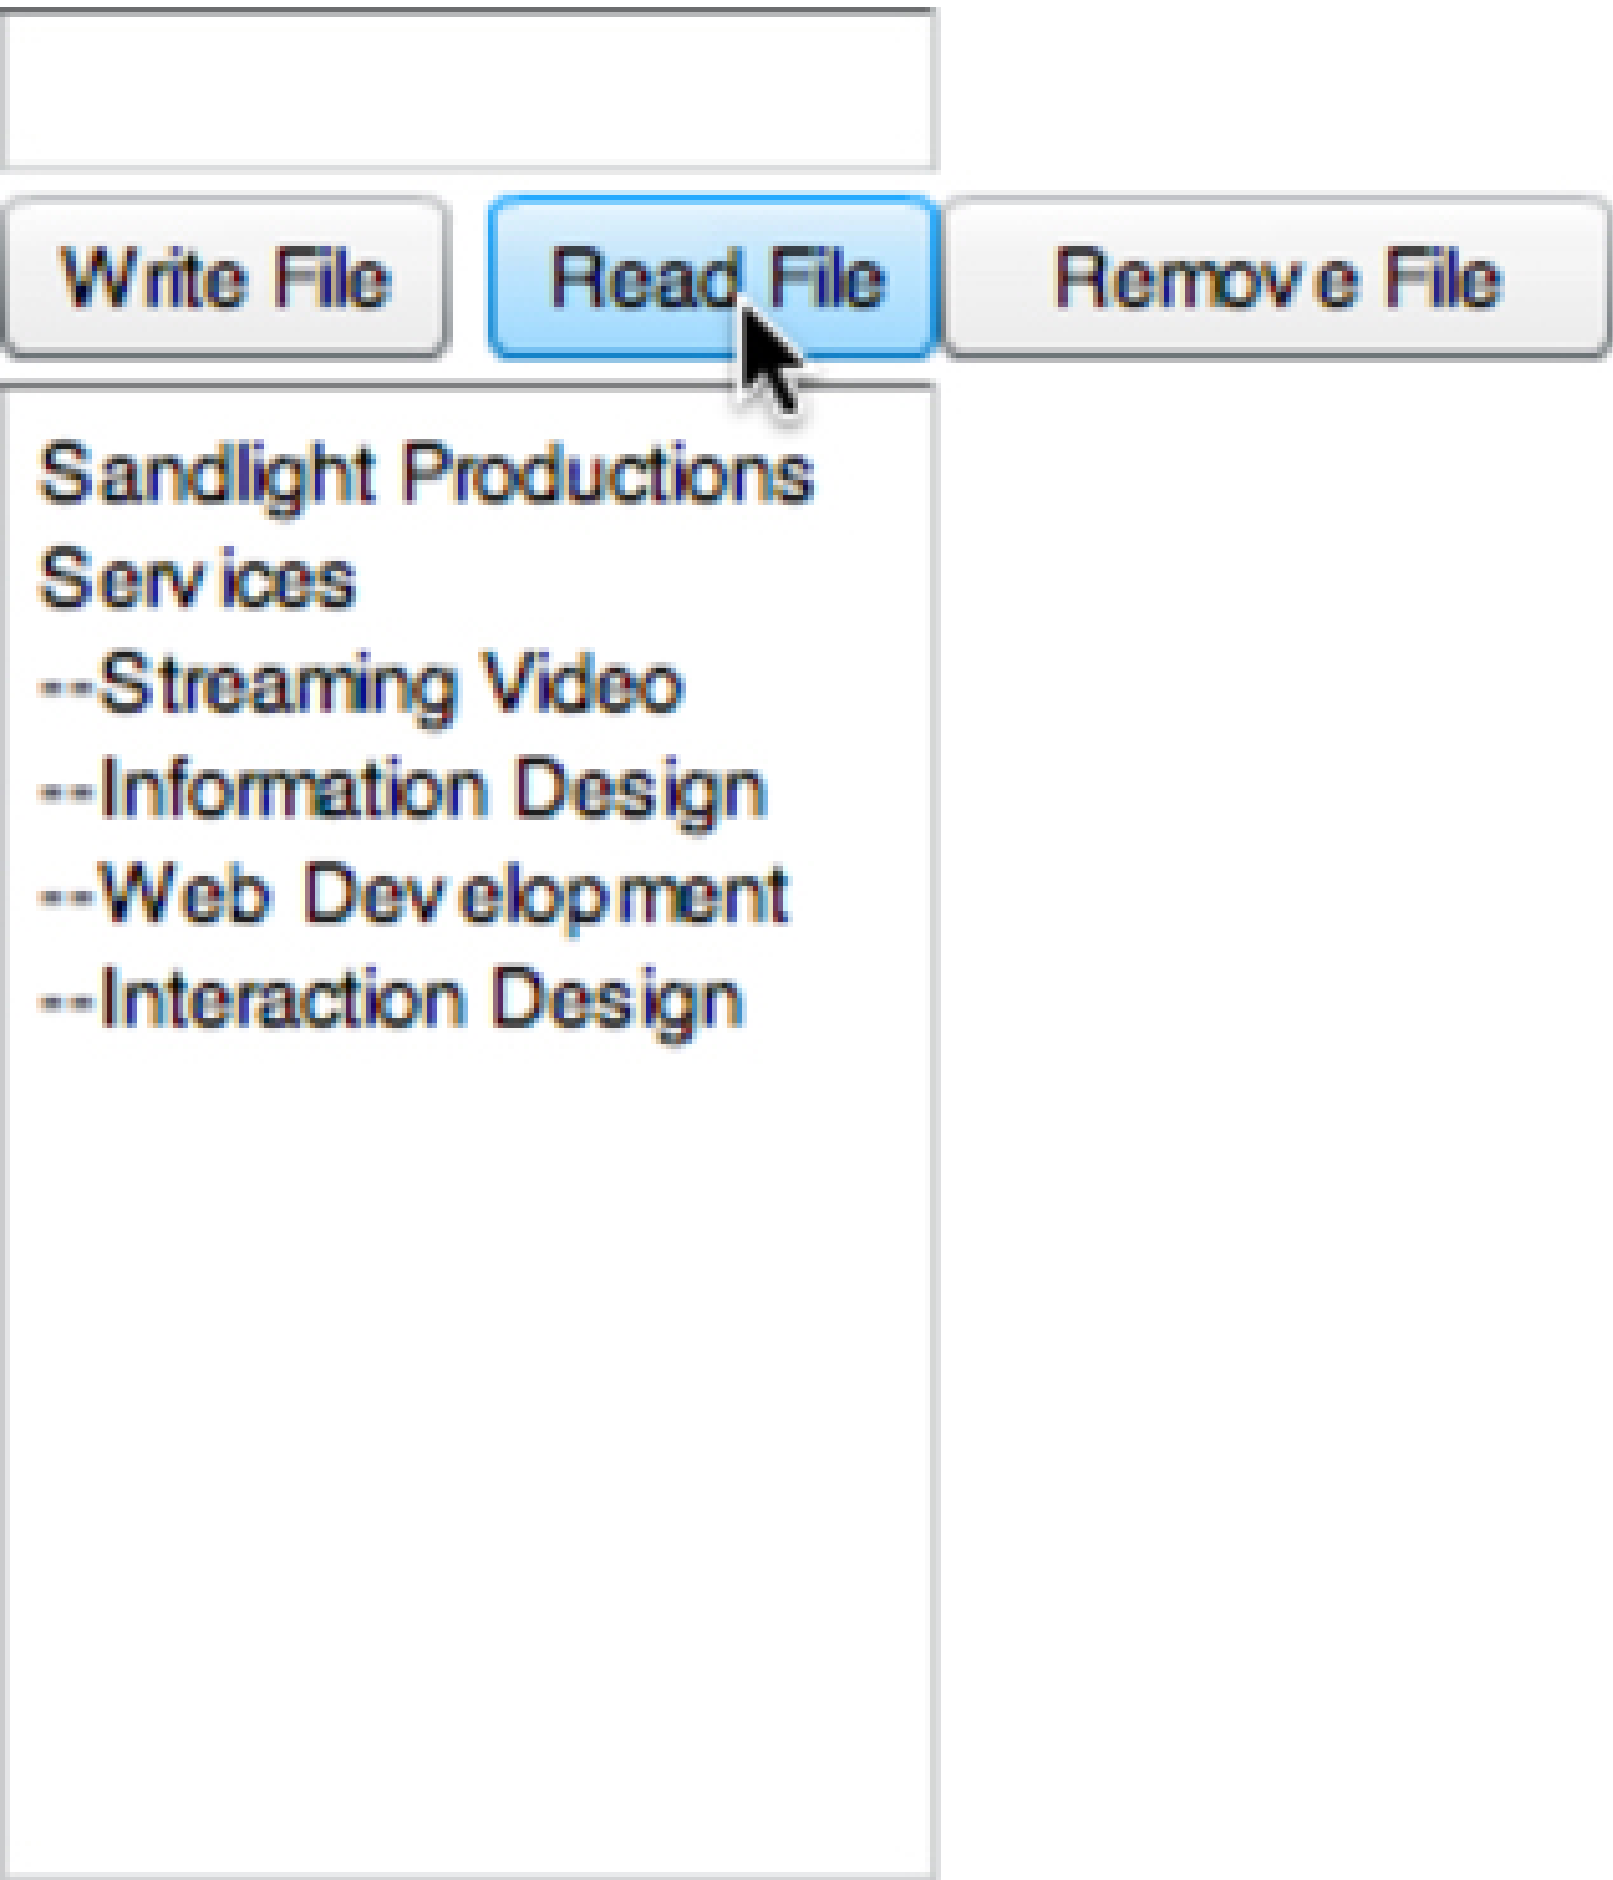 Write File Read File Remove File
Sandlight Productions
Services
--Streaming Video
--Information Design
--Web Development
--Interaction Design